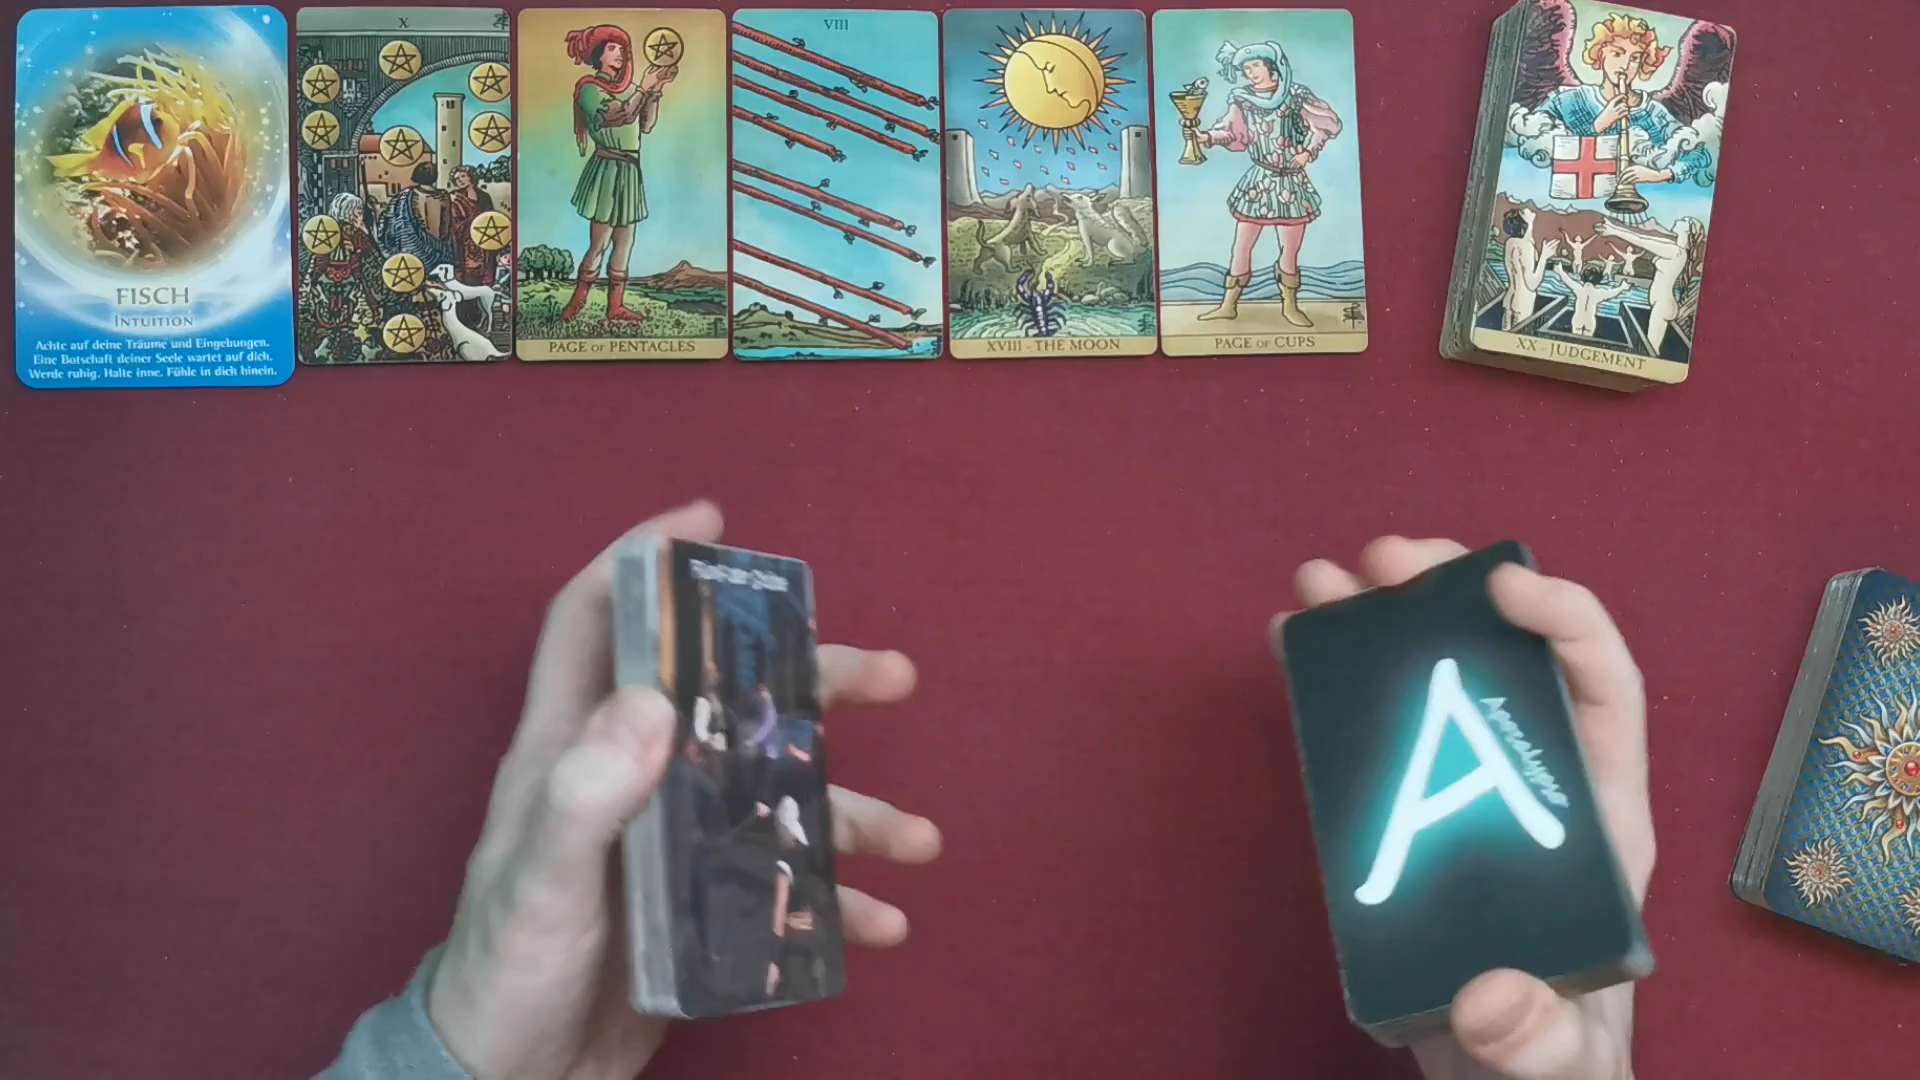 FISCH
INTUITION
Achte auf deine Träume und Eingebungen.
Eine Botschaft deiner Seele wartet auf dich.
Werde ruhig. Halte inne. Fühle in dich hinein.
X
PAGE OF PENTACLES
VIII
XVIII - THE MOON
PAGE OF CUPS
XX - JUDGEMENT
A